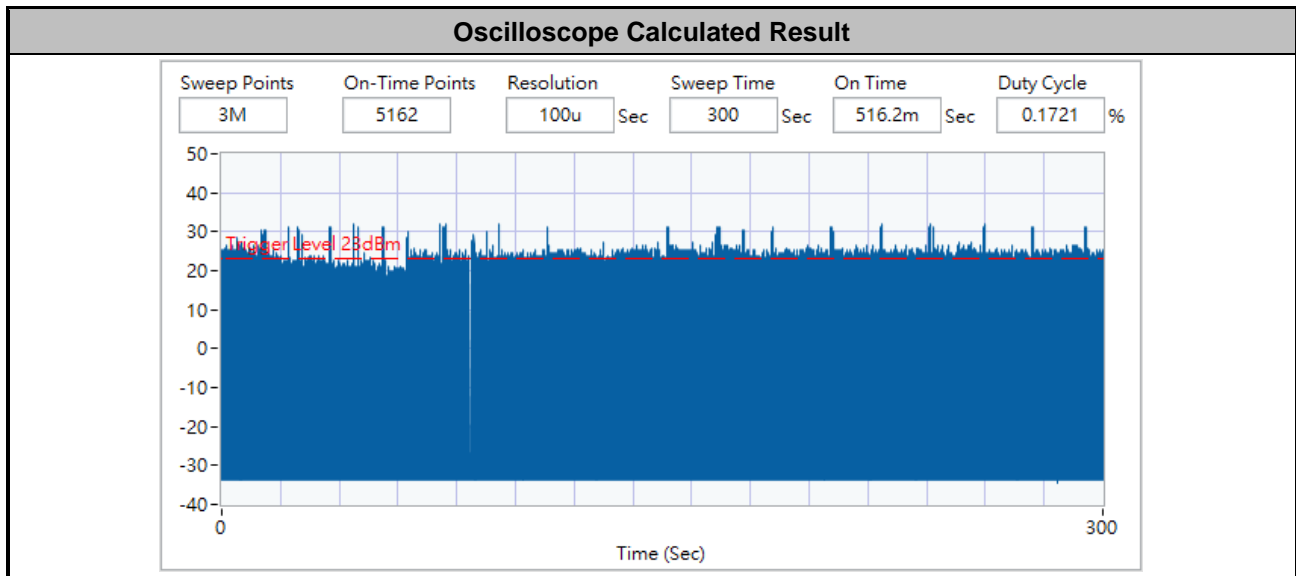 Oscilloscope Calculated Result
Sweep Points On-Time Points Resolution Sweep Time On Time Duty Cycle
3M 5162 100u Sec 300 Sec 516.2m Sec 0.1721 %
50
40
30
Trigger Level 23dBm
20
10
0
-10
-20
-30
-40
0 300
Time (Sec)